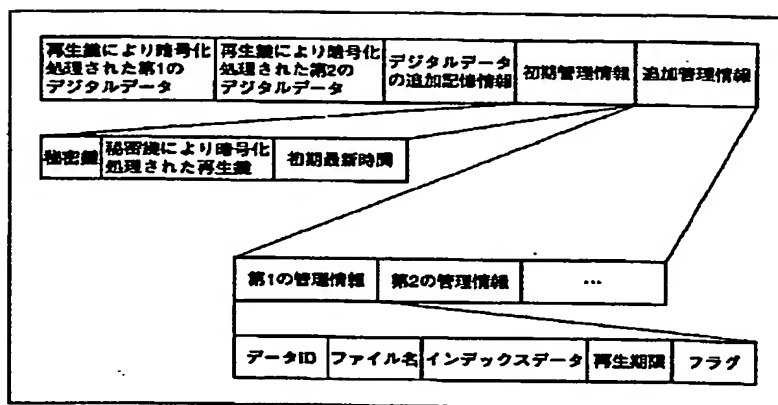 再生鍵により暗号化
処理された第1の
デジタルデータ
再生鍵により暗号化
処理された第2の
デジタルデータ
デジタルデータ
の追加記憶情報
初期管理情報
追加管理情報
秘密鍵
秘密鍵により暗号化
処理された再生鍵
初期最新時間
第1の管理情報
第2の管理情報
…
データID
ファイル名
インデックスデータ
再生期限
フラグ